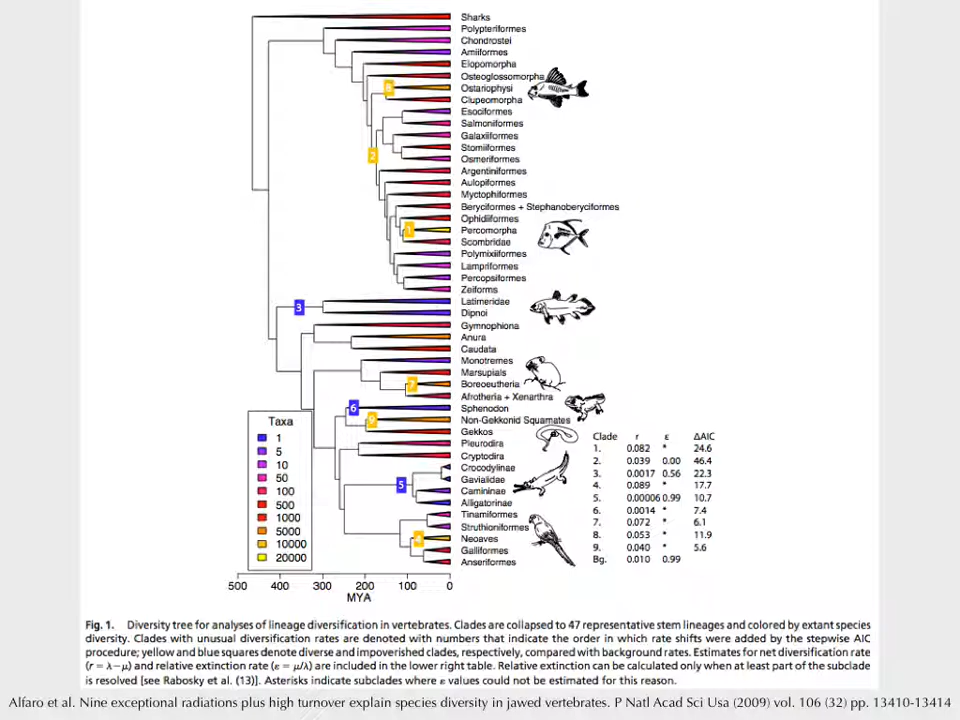 Sharks
Polypteriformes
Chondrostei
Amiiformes
Elopomorpha
Osteoglossomorpha
8 Ostariophysi
Clupeomorpha
Esociformes
Salmoniformes
Galaxiiformes
Stomiiformes
2 Osmeriformes
Argentiniformes
Aulopiformes
Myctophiformes
Beryciformes + Stephanoberyciformes
Ophidiiformes
1 Percomorpha
Scombridae
Polymixiiformes
Lampriformes
Percopsiformes
Zeiforms
Latimeridae
3
Dipnoi
Gymnophiona
Anura
Caudata
Monotremes
Marsupials
7 Boreoeutheria
Afrotheria + Xenarthra
6 Sphenodon
Non-Gekkonid Squamates
Gekkos
Pleurodira
Cryptodira
Crocodylinae
Gavialidae
5
Camininae
Alligatorinae
Tinamiformes
Struthioniformes
4 Neoaves
Galliformes
Anseriformes
Taxa
1
5
10
50
100
500
1000
5000
10000
20000
Clade r ε ΔAIC
1. 0.082 * 24.6
2. 0.039 0.00 46.4
3. 0.0017 0.56 22.3
4. 0.089 * 17.7
5. 0.00006 0.99 10.7
6. 0.0014 * 7.4
7. 0.072 * 6.1
8. 0.053 * 11.9
9. 0.040 * 5.6
Bg. 0.010 0.99
500 400 300 200 100 0
MYA
Fig. 1. Diversity tree for analyses of lineage diversification in vertebrates. Clades are collapsed to 47 representative stem lineages and colored by extant species
diversity. Clades with unusual diversification rates are denoted with numbers that indicate the order in which rate shifts were added by the stepwise AIC
procedure; yellow and blue squares denote diverse and impoverished clades, respectively, compared with background rates. Estimates for net diversification rate
(r = λ−μ) and relative extinction rate (ε = μ/λ) are included in the lower right table. Relative extinction can be calculated only when at least part of the subclade
is resolved [see Rabosky et al. (13)]. Asterisks indicate subclades where ε values could not be estimated for this reason.
Alfaro et al. Nine exceptional radiations plus high turnover explain species diversity in jawed vertebrates. P Natl Acad Sci Usa (2009) vol. 106 (32) pp. 13410-13414